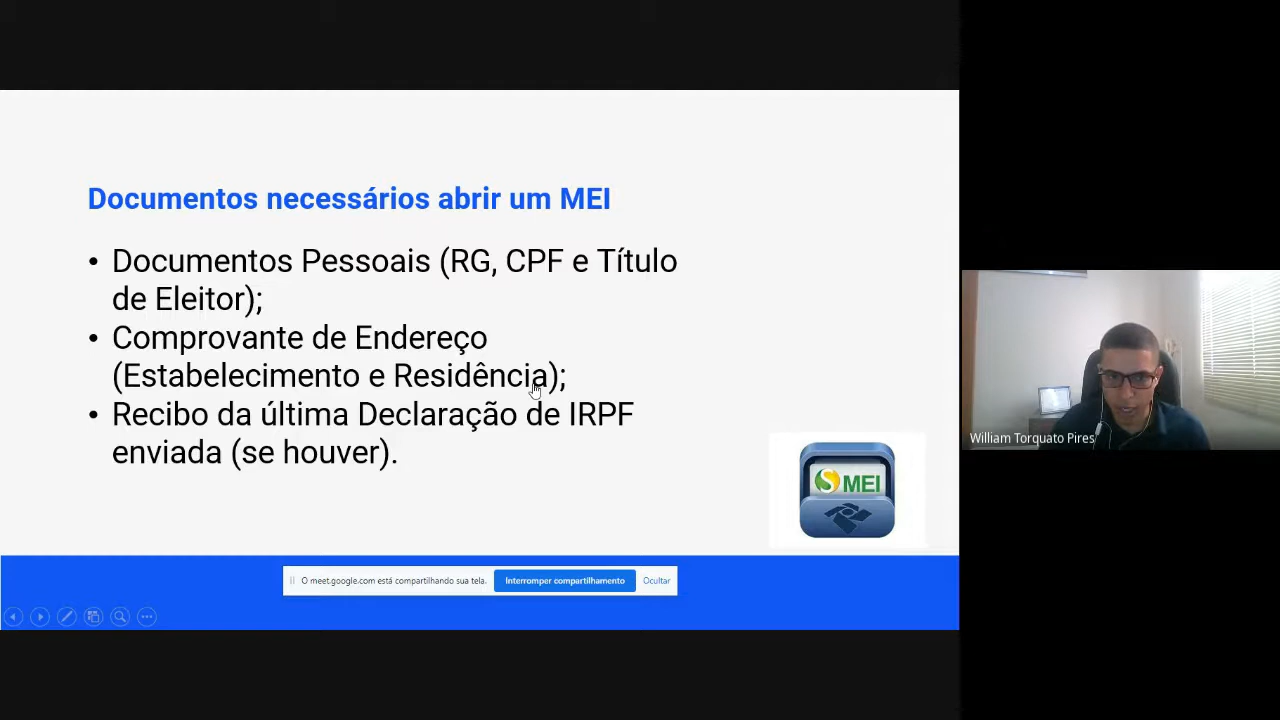 Documentos necessários abrir um MEI
• Documentos Pessoais (RG, CPF e Título
de Eleitor);
• Comprovante de Endereço
(Estabelecimento e Residência);
• Recibo da última Declaração de IRPF
enviada (se houver).
MEI
O meet.google.com está compartilhando sua tela.
Interromper compartilhamento
Ocultar
William Torquato Pires